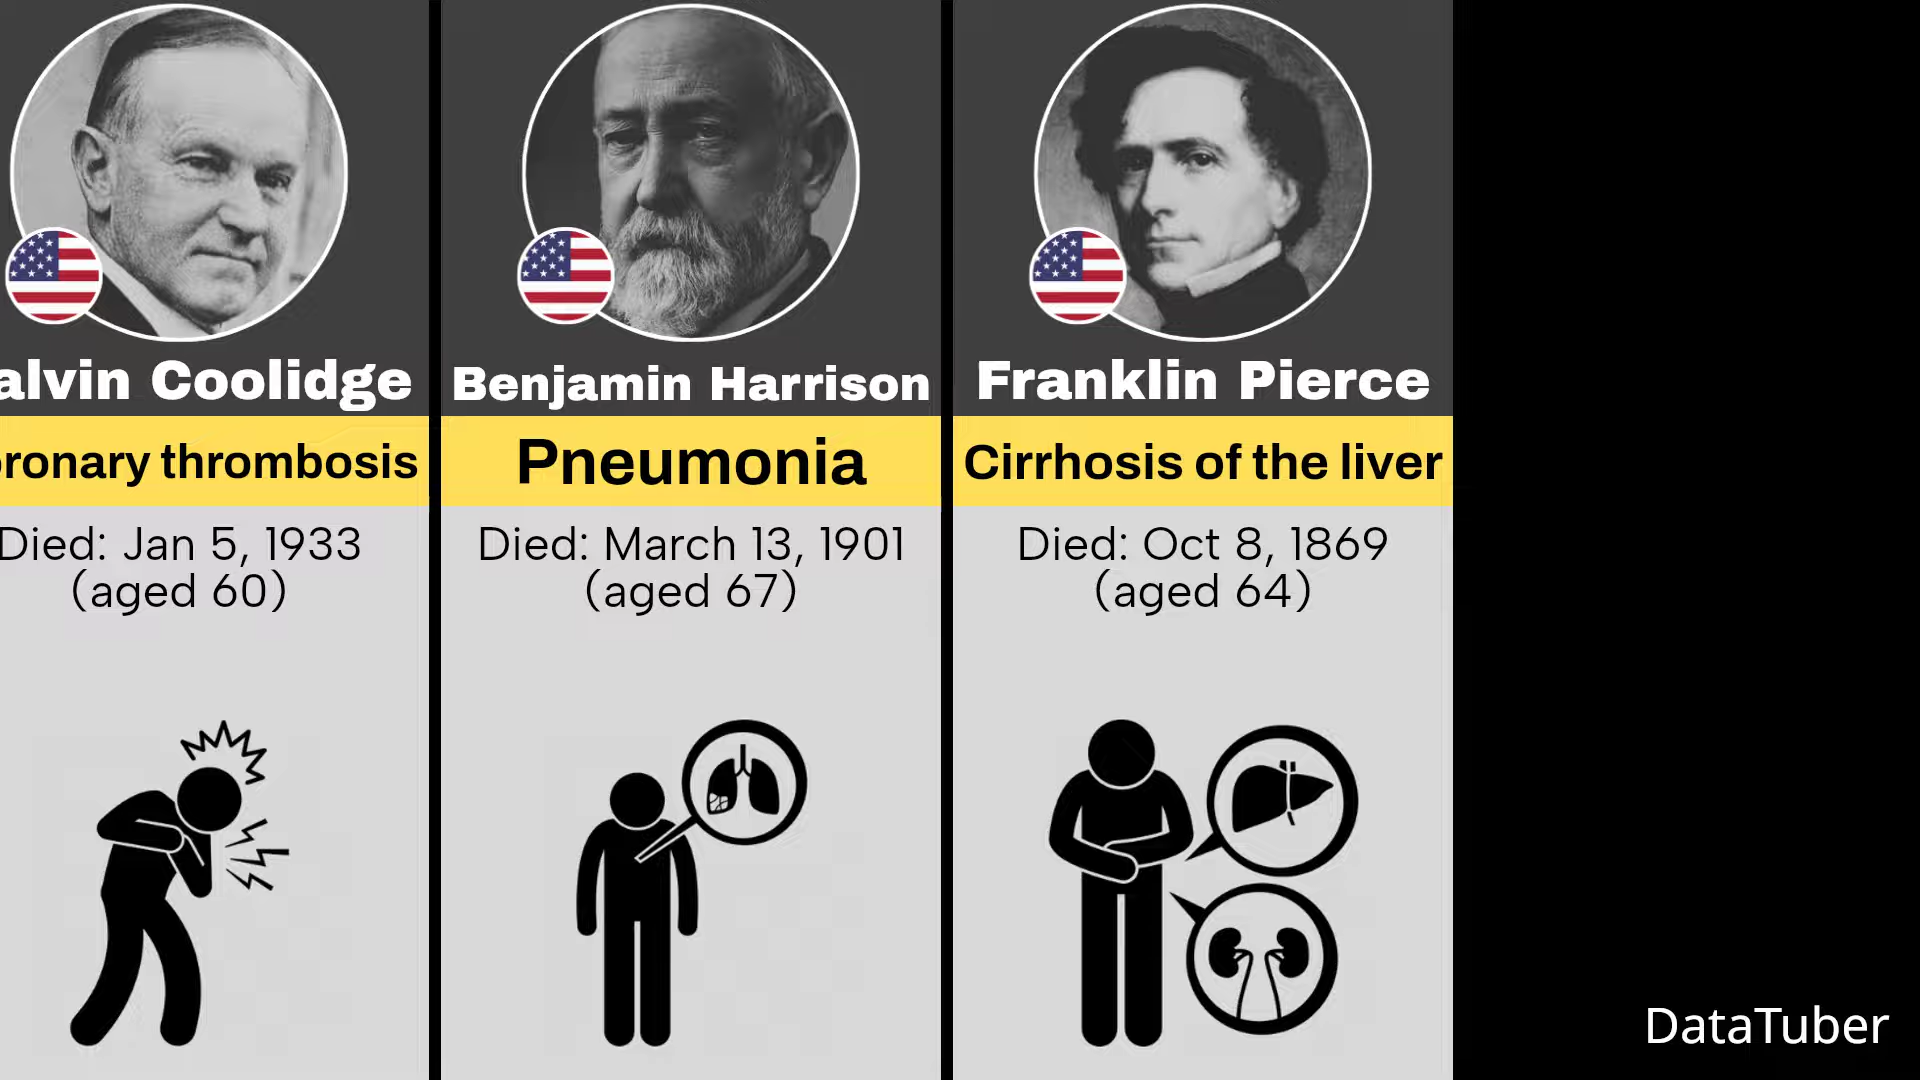 alvin Coolidge
ronary thrombosis
Died: Jan 5, 1933
(aged 60)
Benjamin Harrison
Pneumonia
Died: March 13, 1901
(aged 67)
Franklin Pierce
Cirrhosis of the liver
Died: Oct 8, 1869
(aged 64)
DataTuber